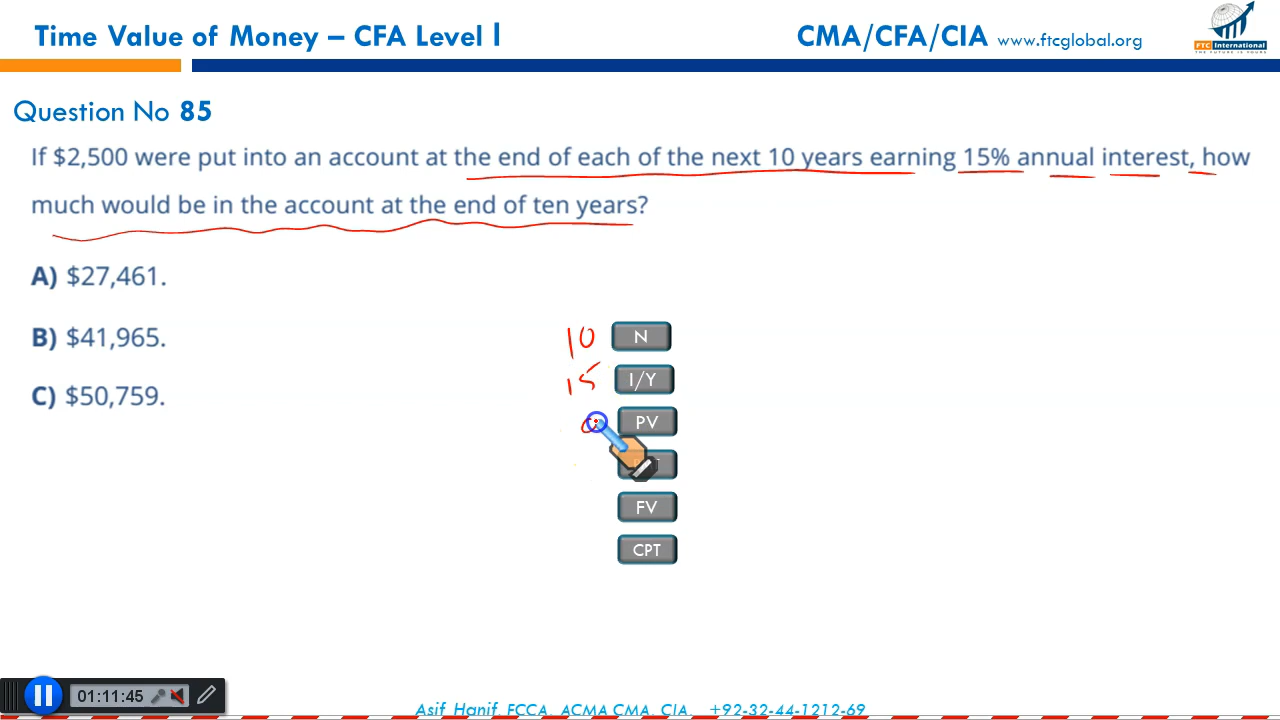 Time Value of Money – CFA Level I
CMA/CFA/CIA www.ftcglobal.org
FTC International
THE FUTURE IS YOURS
Question No 85
If $2,500 were put into an account at the end of each of the next 10 years earning 15% annual interest, how
much would be in the account at the end of ten years?
A) $27,461.
B) $41,965.
C) $50,759.
10 N
15 I/Y
0 PV
FV
CPT
01:11:45
Asif Hanif, FCCA, ACMA CMA, CIA, +92-32-44-1212-69